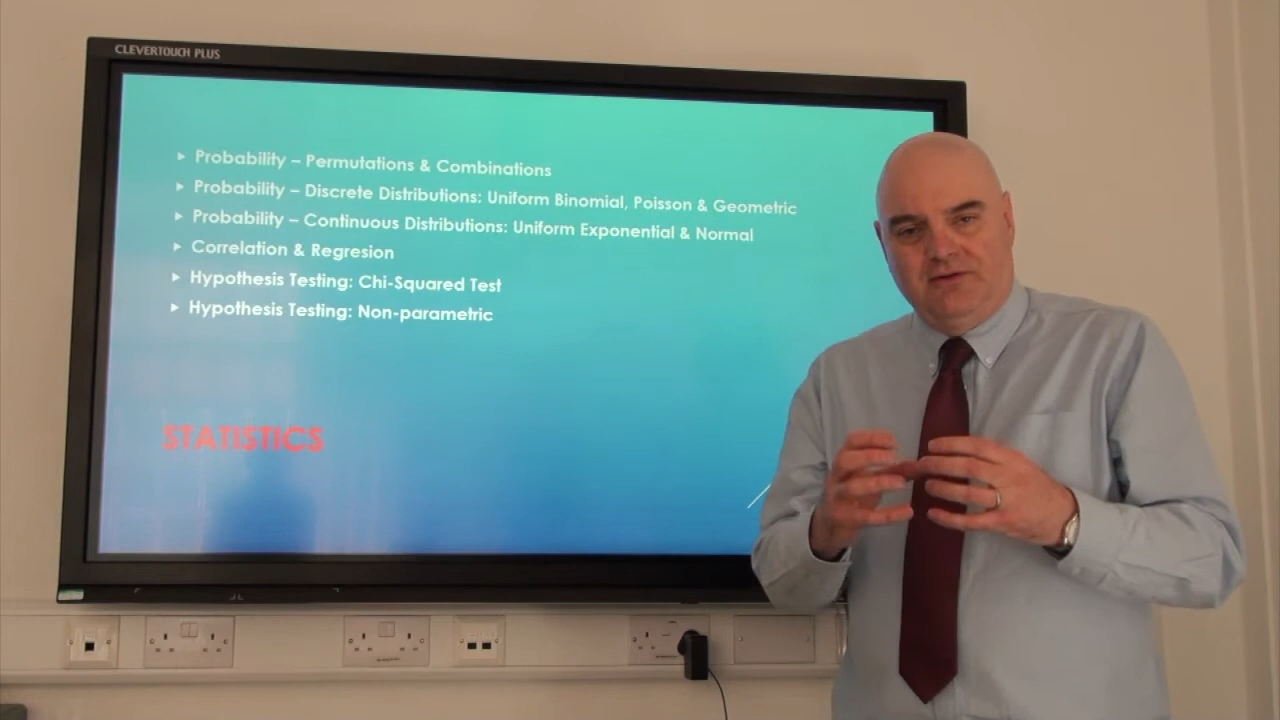 CLEVERTOUCH PLUS
Probability – Permutations & Combinations
Probability – Discrete Distributions: Uniform Binomial, Poisson & Geometric
Probability – Continuous Distributions: Uniform Exponential & Normal
Correlation & Regresion
Hypothesis Testing: Chi-Squared Test
Hypothesis Testing: Non-parametric
STATISTICS